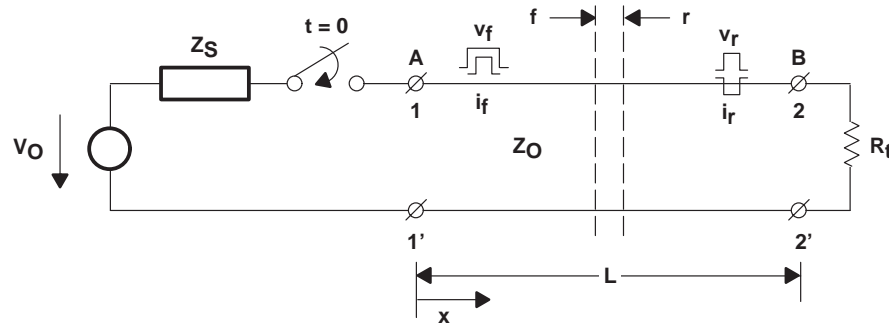 t = 0
f
r
Z_S
A
v_f
v_r
B
1
i_f
i_r
2
V_O
Z_O
R_t
1'
2'
L
x